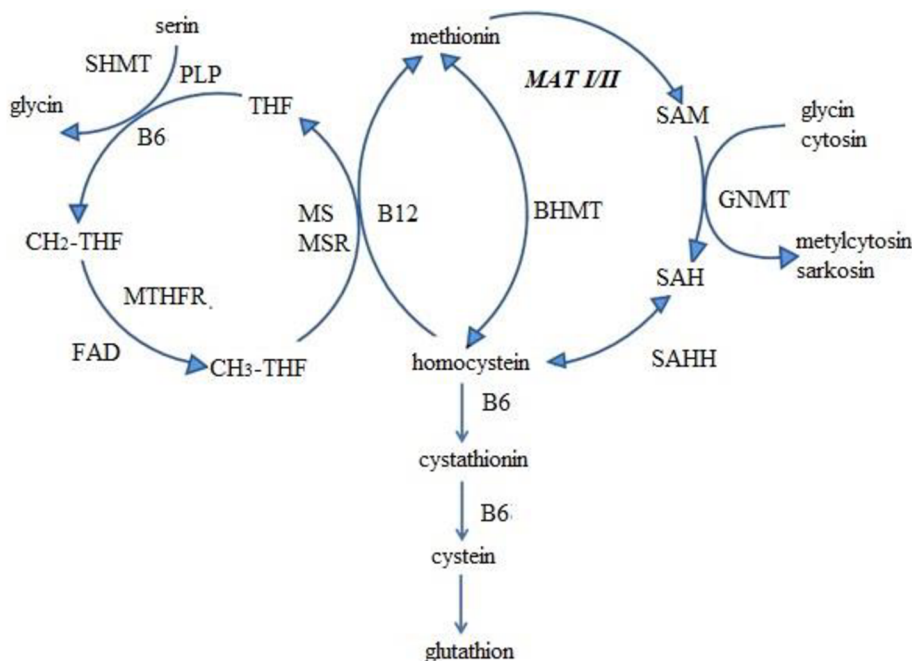 serin
SHMT
PLP
glycin
B6
THF
CH2-THF
MTHFR.
FAD
CH3-THF
MS
MSR
B12
methionin
BHMT
homocystein
MAT I/II
SAM
glycin
cytosin
GNMT
metylcytosin
sarkosin
SAH
SAHH
B6
cystathionin
B6
cystein
glutathion